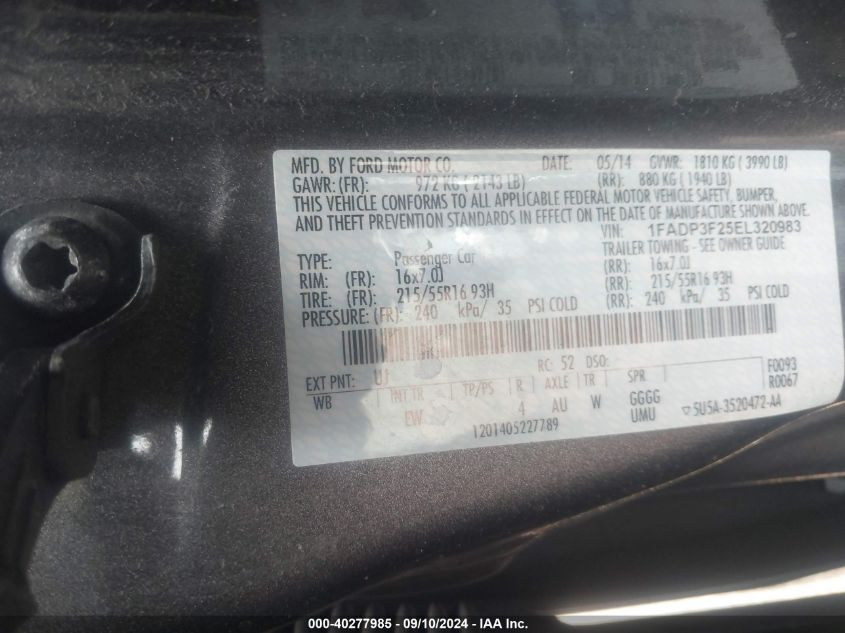 MFD. BY FORD MOTOR CO. DATE: 05/14 GVWR: 1810 KG ( 3990 LB)
GAWR: (FR): 972 KG ( 2143 LB) (RR): 880 KG ( 1940 LB)
THIS VEHICLE CONFORMS TO ALL APPLICABLE FEDERAL MOTOR VEHICLE SAFETY, BUMPER,
AND THEFT PREVENTION STANDARDS IN EFFECT ON THE DATE OF MANUFACTURE SHOWN ABOVE.
VIN: 1FADP3F25EL320983
TYPE: Passenger Car TRAILER TOWING - SEE OWNER GUIDE
RIM: (FR): 16x7.0J (RR): 16x7.0J
TIRE: (FR): 215/55R16 93H (RR): 215/55R16 93H
PRESSURE: (FR): 240 kPa/ 35 PSI COLD (RR): 240 kPa/ 35 PSI COLD
EXT PNT: UJ RC: 52 DSO: F0093
WB INT TR TP/PS R AXLE TR SPR R0067
EW 4 AU W GGGG
UMU ▽5U5A-3520472-AA
1201405227789
000-40277985 - 09/10/2024 - IAA Inc.